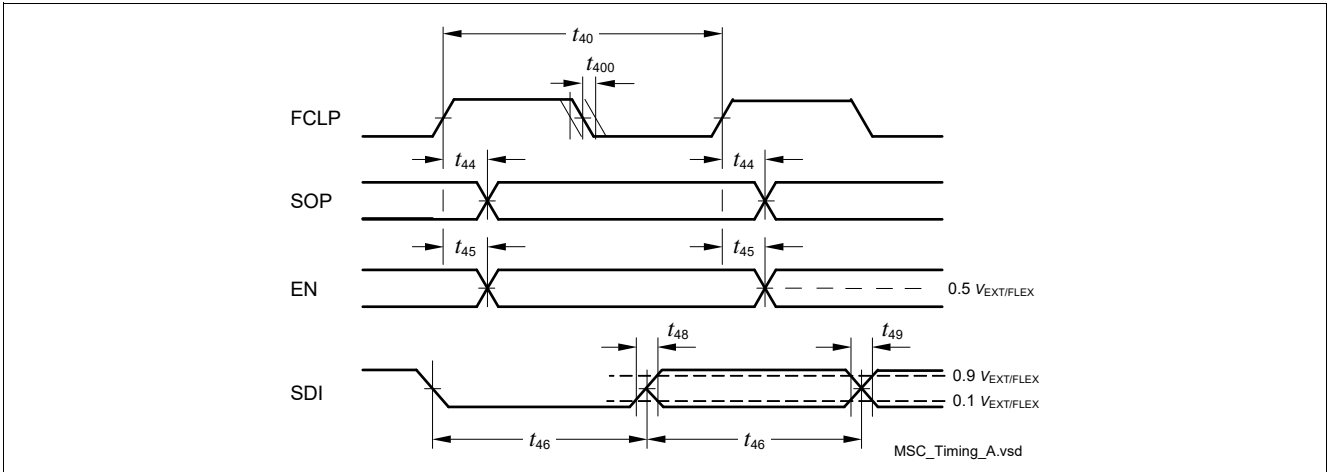 t40
t400
FCLP
t44 t44
SOP
t45 t45
EN
0.5 VEXT/FLEX
t48 t49
0.9 VEXT/FLEX
SDI
0.1 VEXT/FLEX
t46 t46
MSC_Timing_A.vsd